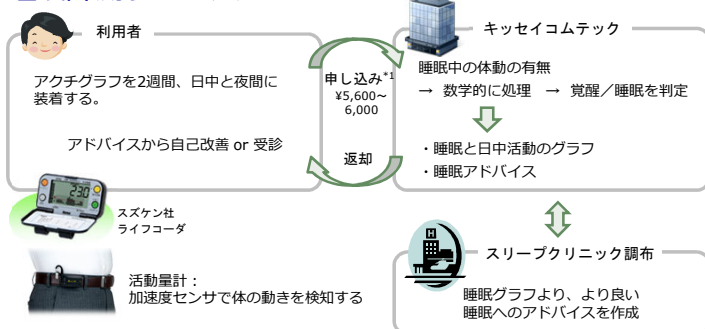 利用者
アクチグラフを2週間、日中と夜間に
装着する。
アドバイスから自己改善 or 受診
申し込み*1
¥5,600～
6,000
返却
キッセイコムテック
睡眠中の体動の有無
→ 数学的に処理 → 覚醒／睡眠を判定
・睡眠と日中活動のグラフ
・睡眠アドバイス
スズケン社
ライフコーダ
活動量計：
加速度センサで体の動きを検知する
H
スリープクリニック調布
睡眠グラフより、より良い
睡眠へのアドバイスを作成